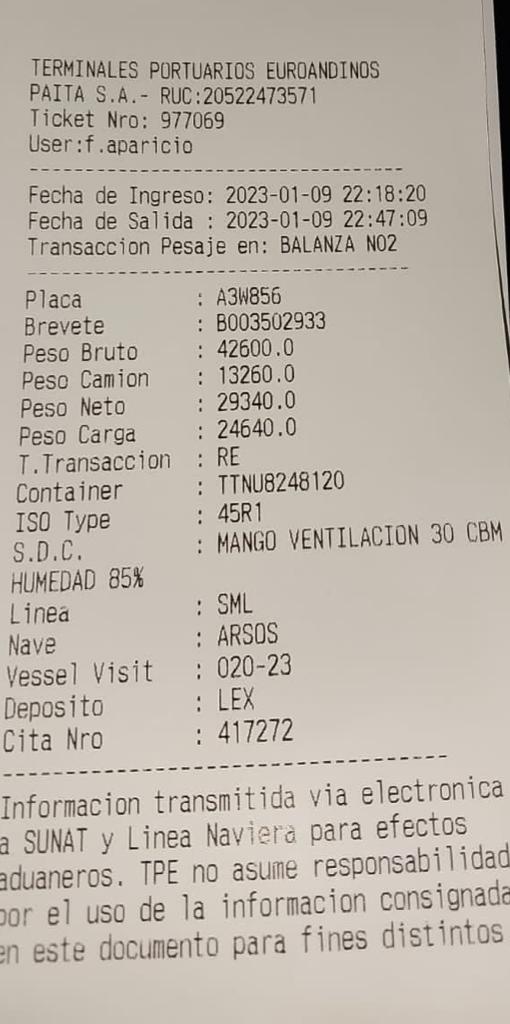 TERMINALES PORTUARIOS EUROANDINOS
PAITA S.A.- RUC:20522473571
Ticket Nro: 977069
User:f.aparicio
--------------------------------
Fecha de Ingreso: 2023-01-09 22:18:20
Fecha de Salida : 2023-01-09 22:47:09
Transaccion Pesaje en: BALANZA NO2
--------------------------------
Placa : A3W856
Brevete : B003502933
Peso Bruto : 42600.0
Peso Camion : 13260.0
Peso Neto : 29340.0
Peso Carga : 24640.0
T.Transaccion : RE
Container : TTNU8248120
ISO Type : 45R1
S.D.C. : MANGO VENTILACION 30 CBM
HUMEDAD 85%
Linea : SML
Nave : ARSOS
Vessel Visit : 020-23
Deposito : LEX
Cita Nro : 417272
--------------------------------
Informacion transmitida via electronica
a SUNAT y Linea Naviera para efectos
aduaneros. TPE no asume responsabilidad
por el uso de la informacion consignada
en este documento para fines distintos